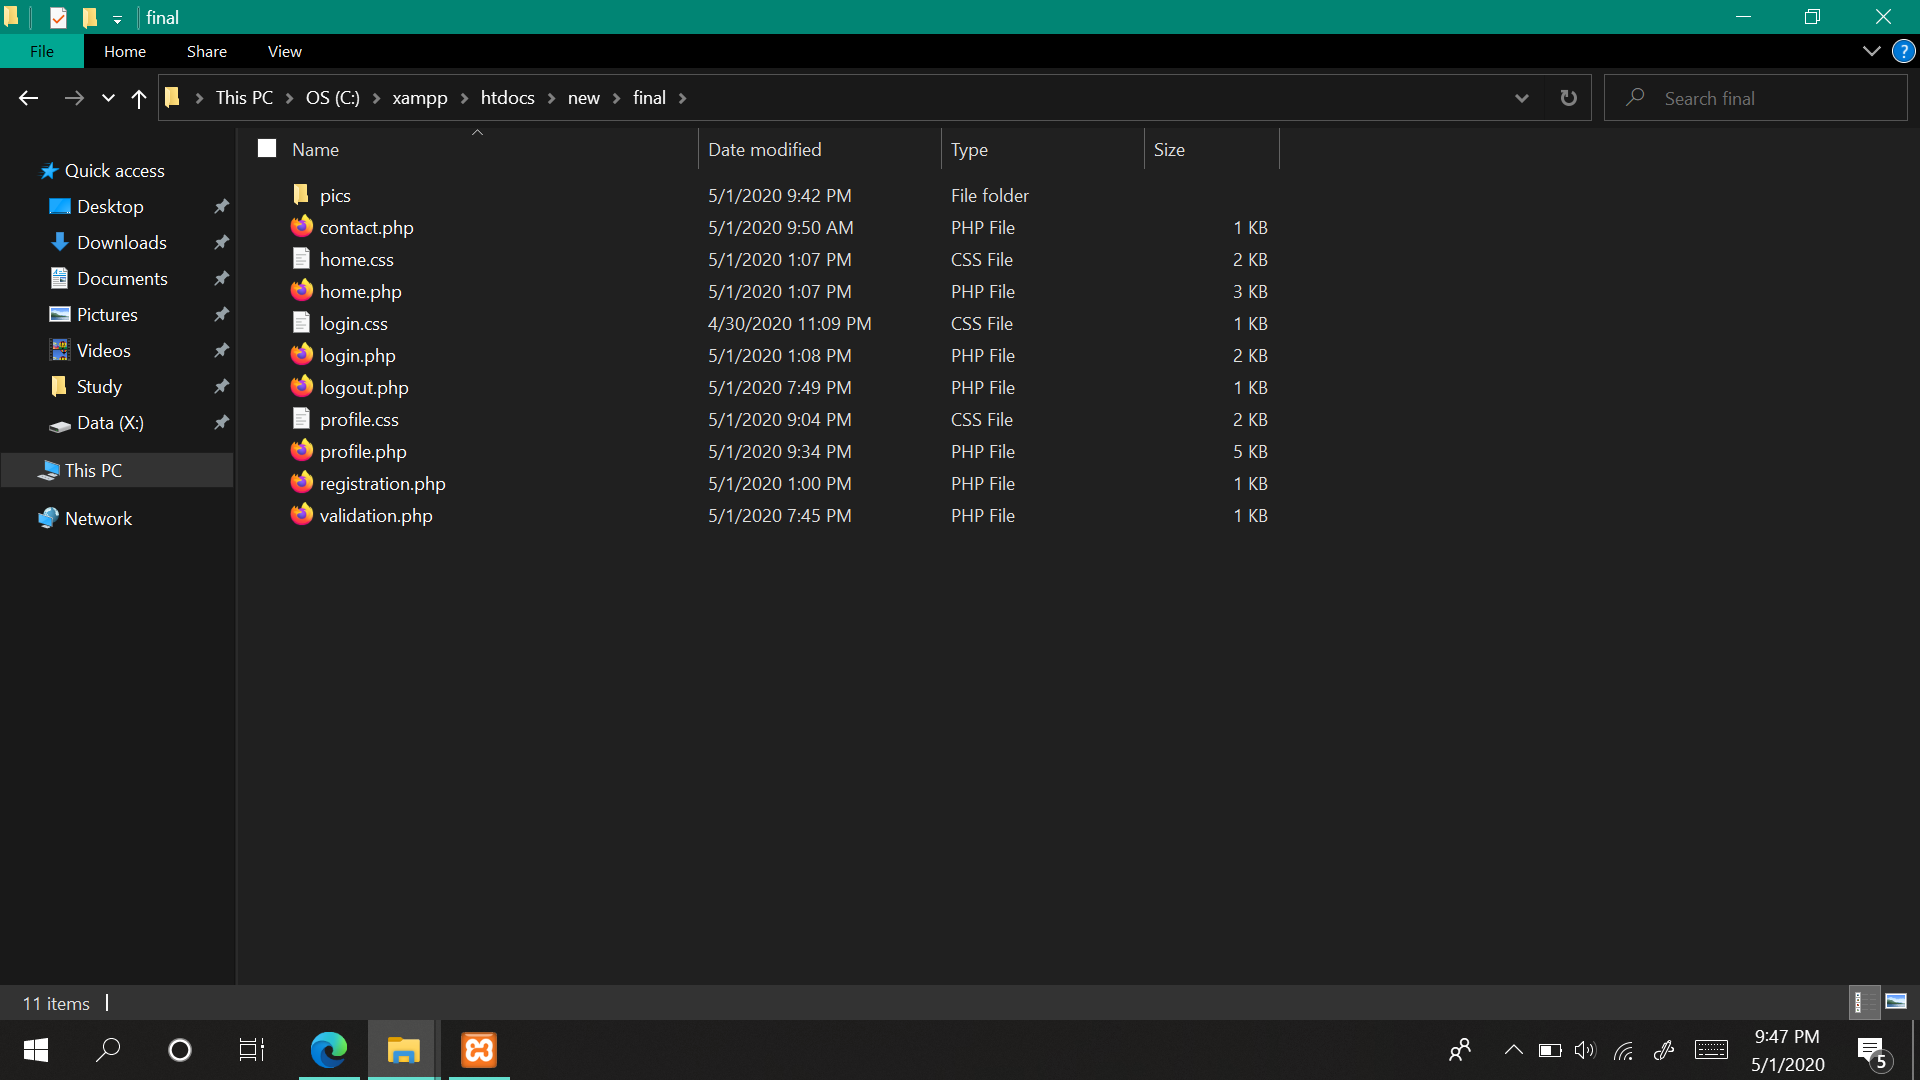 final
File Home Share View
This PC OS (C:) xampp htdocs new final Search final
Name Date modified Type Size
Quick access
Desktop
Downloads
Documents
Pictures
Videos
Study
Data (X:)
This PC
Network
pics 5/1/2020 9:42 PM File folder
contact.php 5/1/2020 9:50 AM PHP File 1 KB
home.css 5/1/2020 1:07 PM CSS File 2 KB
home.php 5/1/2020 1:07 PM PHP File 3 KB
login.css 4/30/2020 11:09 PM CSS File 1 KB
login.php 5/1/2020 1:08 PM PHP File 2 KB
logout.php 5/1/2020 7:49 PM PHP File 1 KB
profile.css 5/1/2020 9:04 PM CSS File 2 KB
profile.php 5/1/2020 9:34 PM PHP File 5 KB
registration.php 5/1/2020 1:00 PM PHP File 1 KB
validation.php 5/1/2020 7:45 PM PHP File 1 KB
11 items
9:47 PM
5/1/2020
5